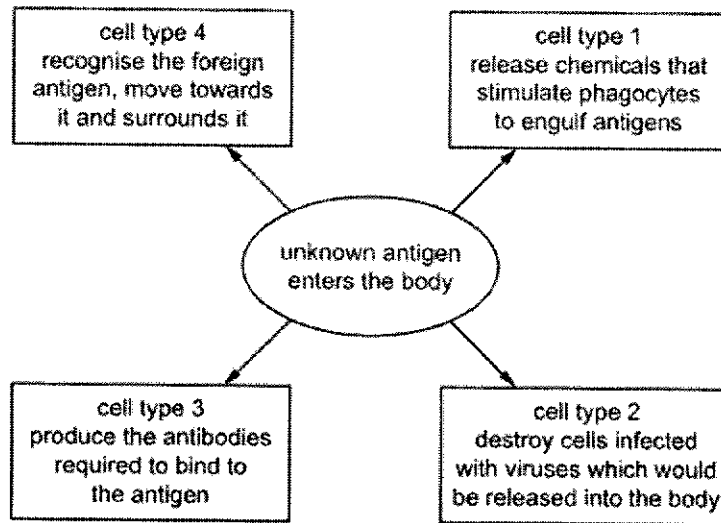 cell type 4
recognise the foreign
antigen, move towards
it and surrounds it
cell type 1
release chemicals that
stimulate phagocytes
to engulf antigens
unknown antigen
enters the body
cell type 3
produce the antibodies
required to bind to
the antigen
cell type 2
destroy cells infected
with viruses which would
be released into the body